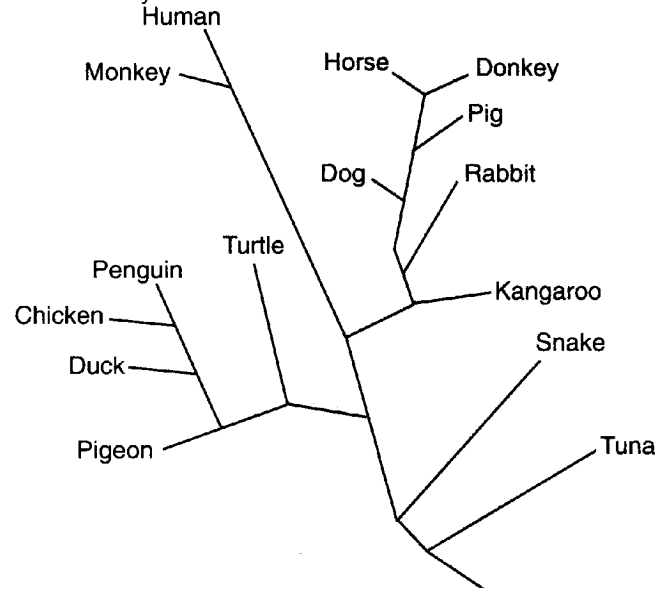 Human
Monkey
Horse
Donkey
Pig
Dog
Rabbit
Turtle
Penguin
Kangaroo
Chicken
Snake
Duck
Tuna
Pigeon